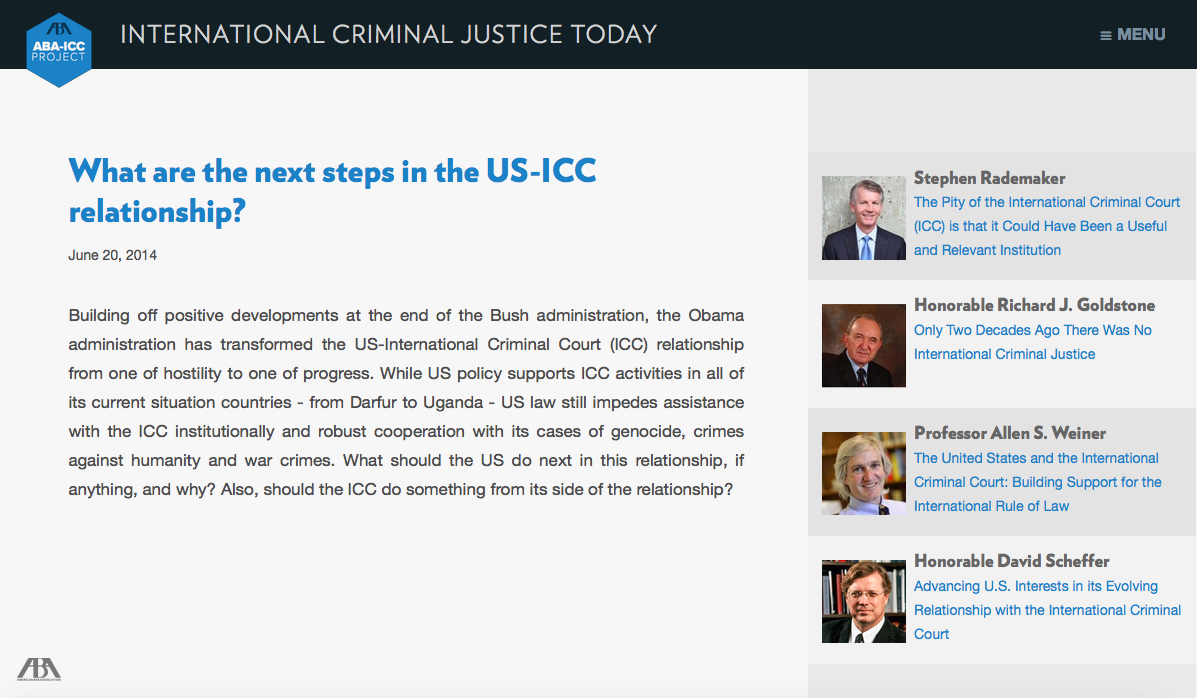 ABA
ABA-ICC
PROJECT
INTERNATIONAL CRIMINAL JUSTICE TODAY
≡ MENU
What are the next steps in the US-ICC
relationship?
June 20, 2014
Building off positive developments at the end of the Bush administration, the Obama
administration has transformed the US-International Criminal Court (ICC) relationship
from one of hostility to one of progress. While US policy supports ICC activities in all of
its current situation countries - from Darfur to Uganda - US law still impedes assistance
with the ICC institutionally and robust cooperation with its cases of genocide, crimes
against humanity and war crimes. What should the US do next in this relationship, if
anything, and why? Also, should the ICC do something from its side of the relationship?
Stephen Rademaker
The Pity of the International Criminal Court
(ICC) is that it Could Have Been a Useful
and Relevant Institution
Honorable Richard J. Goldstone
Only Two Decades Ago There Was No
International Criminal Justice
Professor Allen S. Weiner
The United States and the International
Criminal Court: Building Support for the
International Rule of Law
Honorable David Scheffer
Advancing U.S. Interests in its Evolving
Relationship with the International Criminal
Court
ABA
AMERICAN BAR ASSOCIATION